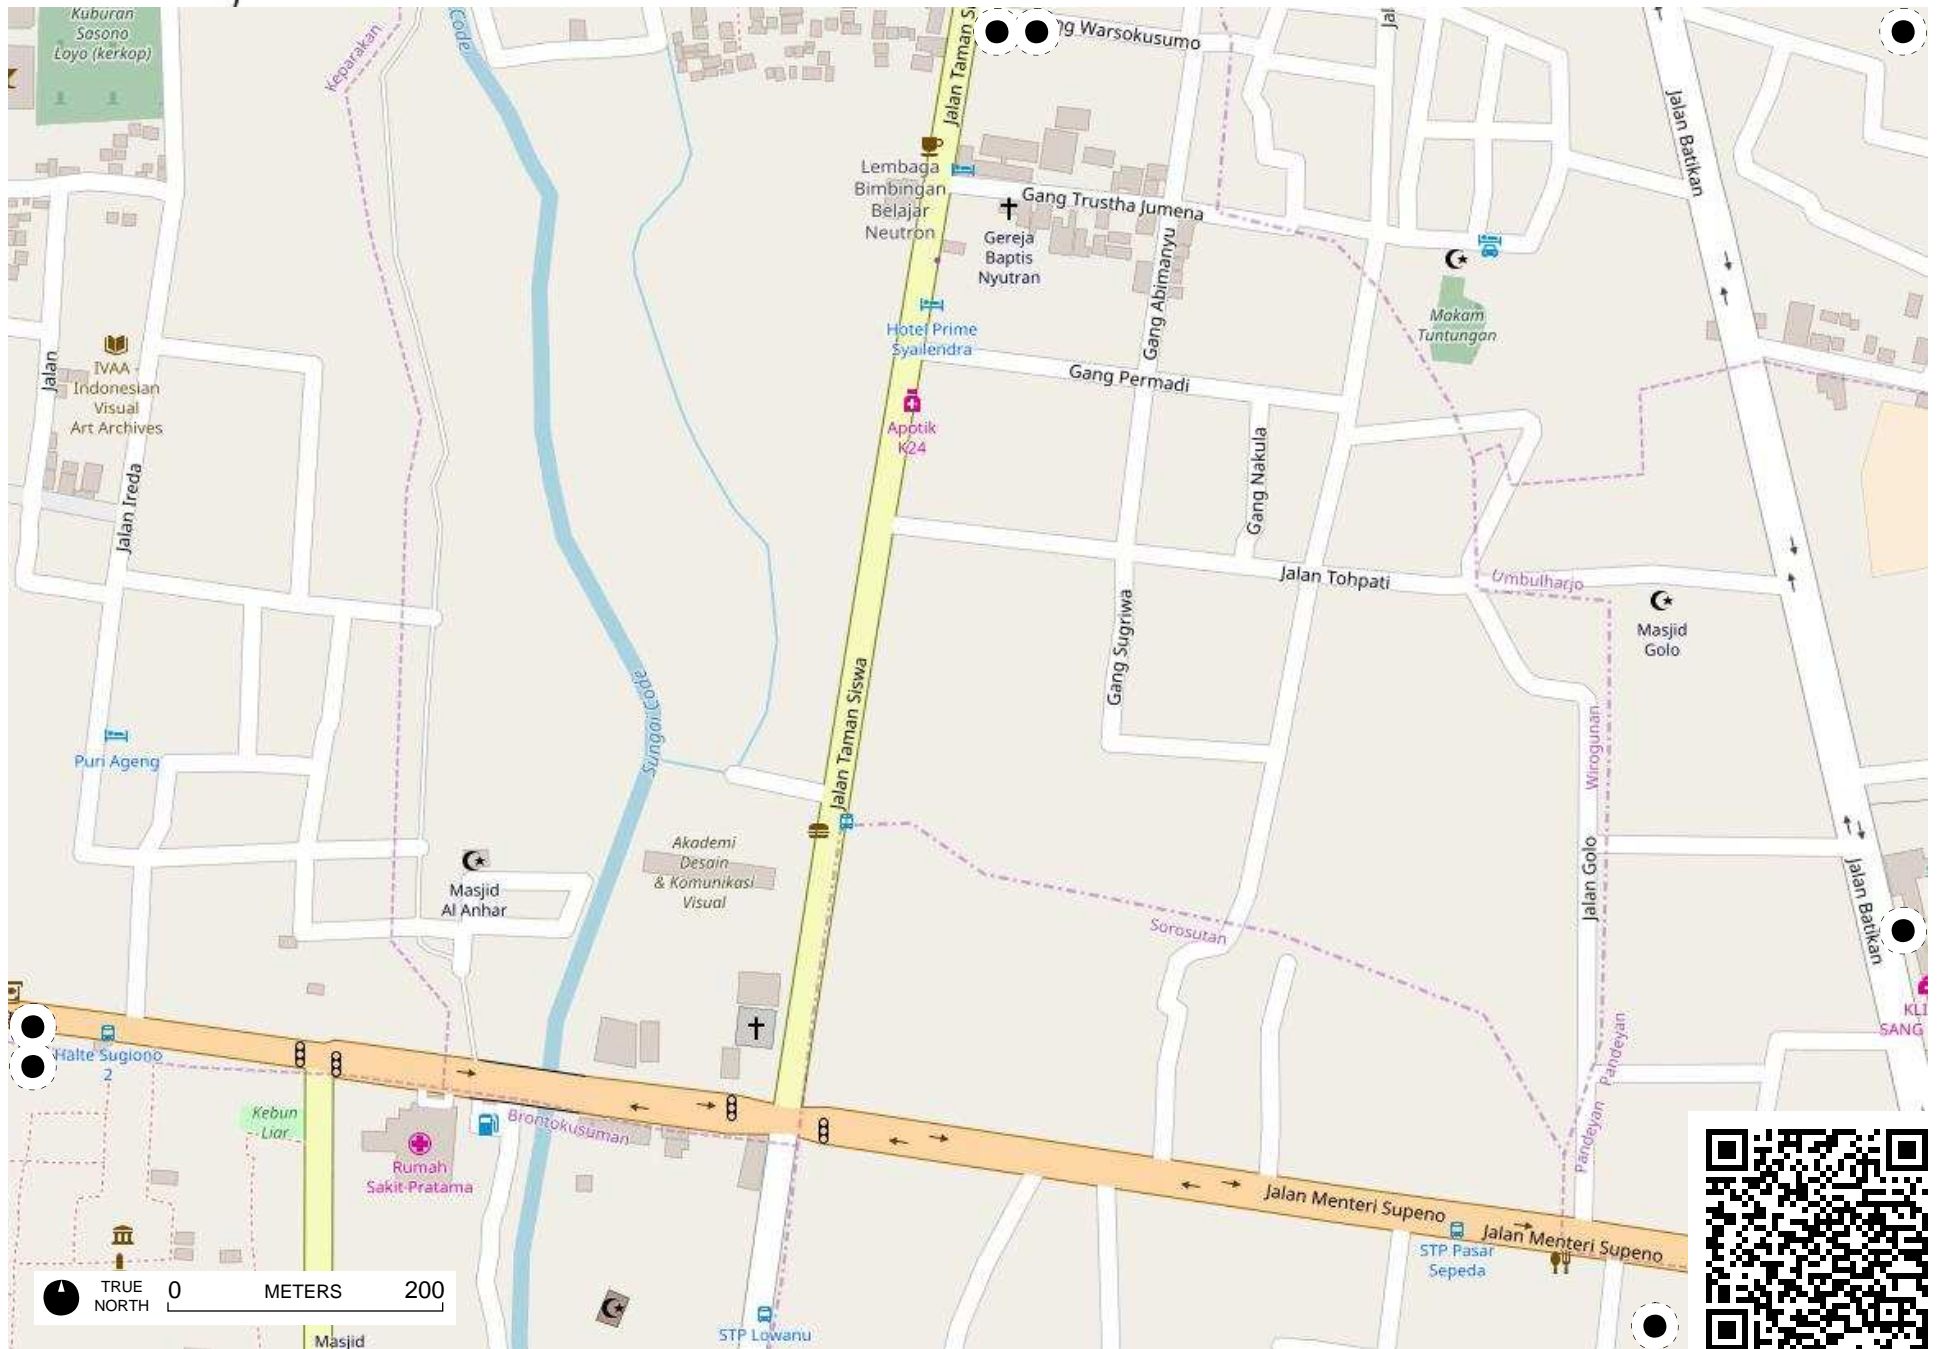 Kuburan
Sasono
Loyo (kerkop)
Keparakan
Code
Jalan Taman S
ng Warsokusumo
Jal
Jalan Batikan
Lembaga
Bimbingan
Belajar
Neutron
Gang Trustha Jumena
Gereja
Baptis
Nyutran
Gang Abimanyu
Makam
Tuntungan
Hotel Prime
Syailendra
Jalan
IVAA -
Indonesian
Visual
Art Archives
Gang Permadi
Apotik
K24
Gang Nakula
Jalan Ireda
Jalan Tohpati
Umbulharjo
Masjid
Golo
Gang Sugriwa
Sungai Code
Jalan Taman Siswa
Wirogunan
Puri Ageng
Akademi
Desain
& Komunikasi
Visual
Masjid
Al Anhar
Jalan Golo
Jalan Batikan
Sorosutan
KLI
SANG
Halte Sugiono
2
Pandeyan
Pandeyan
Kebun
Liar
Brontokusuman
Rumah
Sakit Pratama
Jalan Menteri Supeno
Jalan Menteri Supeno
STP Pasar
Sepeda
TRUE
NORTH
0 METERS 200
STP Lowanu
Masjid